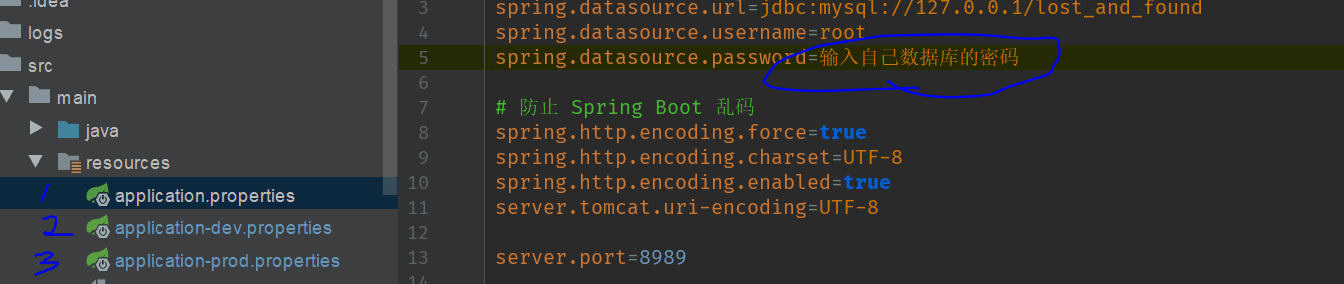 .idea
logs
src
main
java
resources
1 application.properties
2 application-dev.properties
3 application-prod.properties
3 spring.datasource.url=jdbc:mysql://127.0.0.1/lost_and_found
4 spring.datasource.username=root
5 spring.datasource.password=输入自己数据库的密码
6
7 # 防止 Spring Boot 乱码
8 spring.http.encoding.force=true
9 spring.http.encoding.charset=UTF-8
10 spring.http.encoding.enabled=true
11 server.tomcat.uri-encoding=UTF-8
12
13 server.port=8989
14